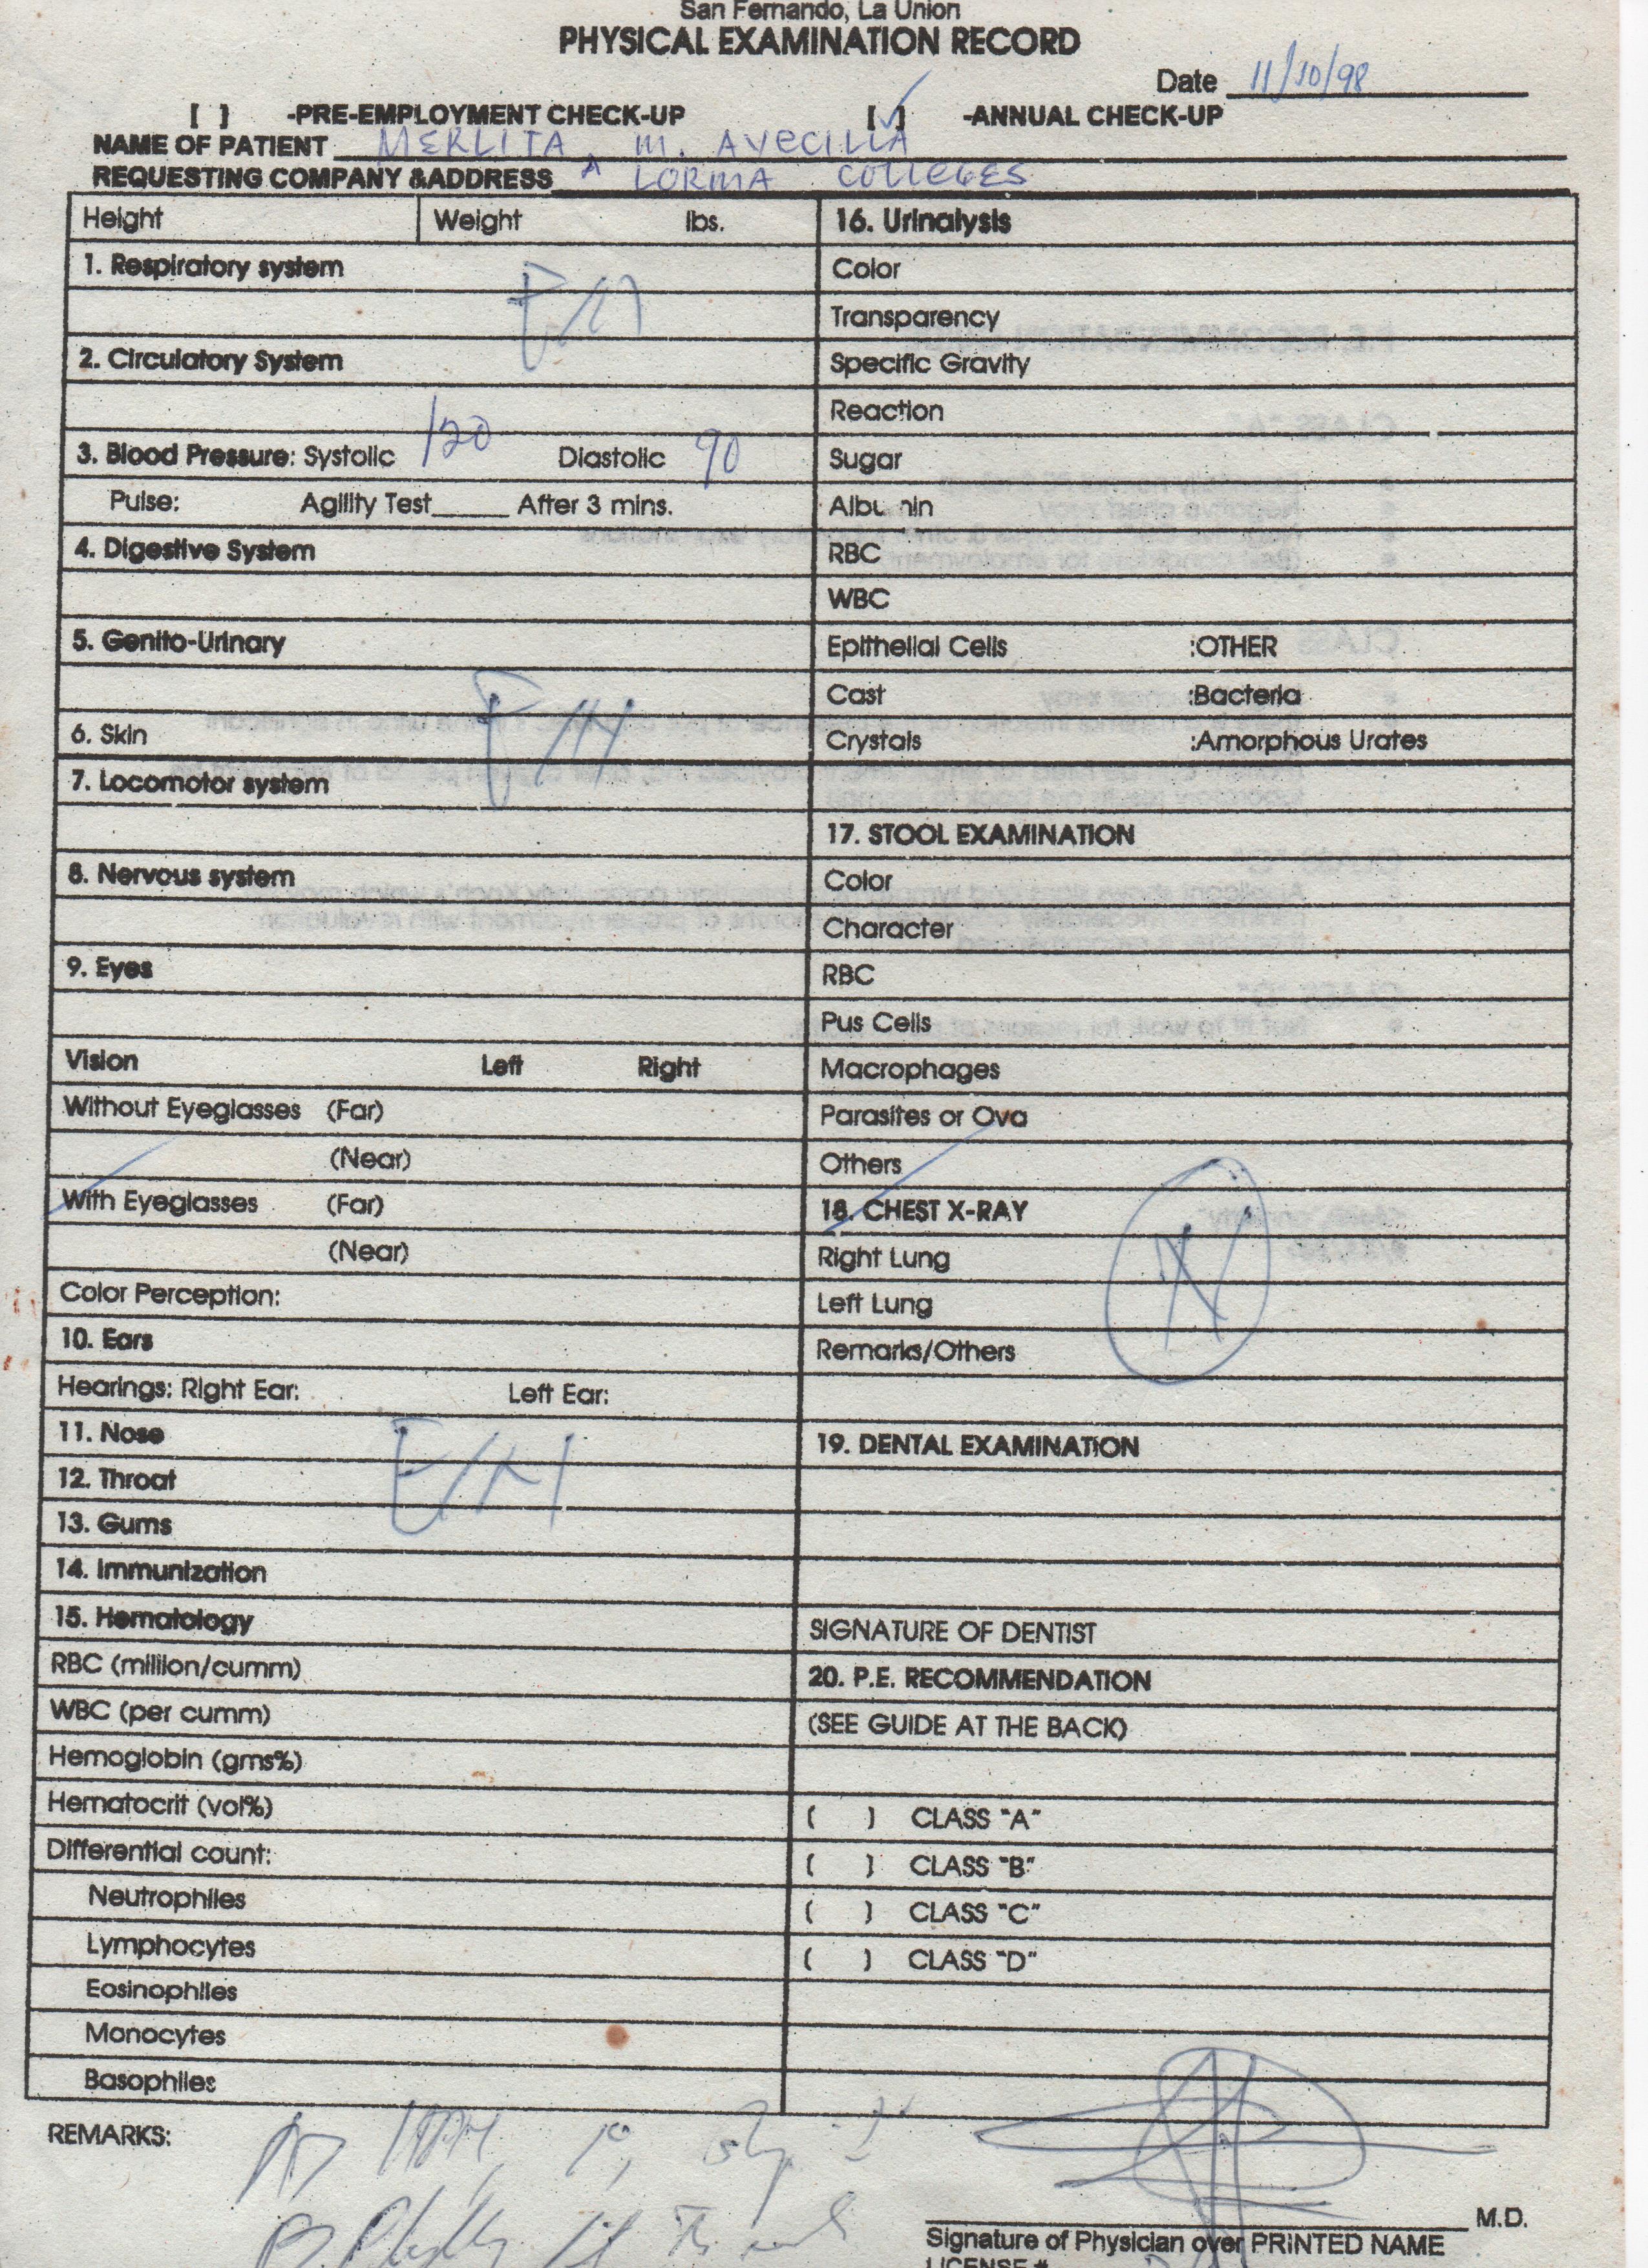 San Fernando, La Union
PHYSICAL EXAMINATION RECORD
Date 11/10/98
[ ] -PRE-EMPLOYMENT CHECK-UP [✓] -ANNUAL CHECK-UP
NAME OF PATIENT MERLITA M. AVECILLA
REQUESTING COMPANY &ADDRESS LORMA COLLEGES
Height Weight lbs.
1. Respiratory system
2. Circulatory System
3. Blood Pressure: Systolic 120 Diastolic 90
Pulse: Agility Test_____ After 3 mins.
4. Digestive System
5. Genito-Urinary
6. Skin
7. Locomotor system
8. Nervous system
9. Eyes
Vision Left Right
Without Eyeglasses (Far)
(Near)
With Eyeglasses (Far)
(Near)
Color Perception:
10. Ears
Hearings: Right Ear: Left Ear:
11. Nose
12. Throat
13. Gums
14. Immunization
15. Hematology
RBC (million/cumm)
WBC (per cumm)
Hemoglobin (gms%)
Hematocrit (vol%)
Differential count:
Neutrophiles
Lymphocytes
Eosinophiles
Monocytes
Basophiles
16. Urinalysis
Color
Transparency
Specific Gravity
Reaction
Sugar
Albumin
RBC
WBC
Epithelial Cells :OTHER
Cast :Bacteria
Crystals :Amorphous Urates
17. STOOL EXAMINATION
Color
Character
RBC
Pus Cells
Macrophages
Parasites or Ova
Others
18. CHEST X-RAY
Right Lung
Left Lung
Remarks/Others
N
19. DENTAL EXAMINATION
SIGNATURE OF DENTIST
20. P.E. RECOMMENDATION
(SEE GUIDE AT THE BACK)
( ) CLASS "A"
( ) CLASS "B"
( ) CLASS "C"
( ) CLASS "D"
REMARKS:
M.D.
Signature of Physician over PRINTED NAME
LICENSE #